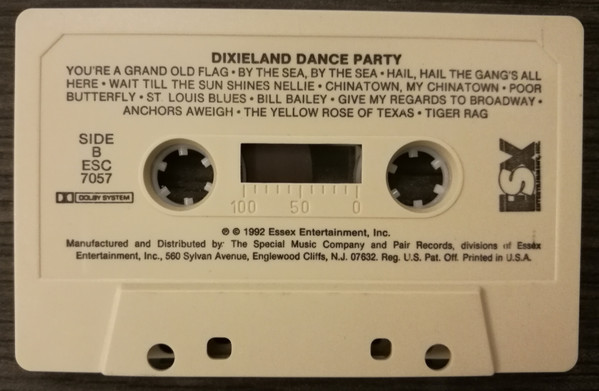 DIXIELAND DANCE PARTY
YOU'RE A GRAND OLD FLAG • BY THE SEA, BY THE SEA • HAIL, HAIL THE GANG'S ALL
HERE • WAIT TILL THE SUN SHINES NELLIE • CHINATOWN, MY CHINATOWN • POOR
BUTTERFLY • ST. LOUIS BLUES • BILL BAILEY • GIVE MY REGARDS TO BROADWAY •
ANCHORS AWEIGH • THE YELLOW ROSE OF TEXAS • TIGER RAG
SIDE
B
ESC
7057
DOLBY SYSTEM
100 50 0
ESX
ENTERTAINMENT, INC.
℗ © 1992 Essex Entertainment, Inc.
Manufactured and Distributed by: The Special Music Company and Pair Records, divisions of Essex
Entertainment, Inc., 560 Sylvan Avenue, Englewood Cliffs, N.J. 07632. Reg. U.S. Pat. Off. Printed in U.S.A.